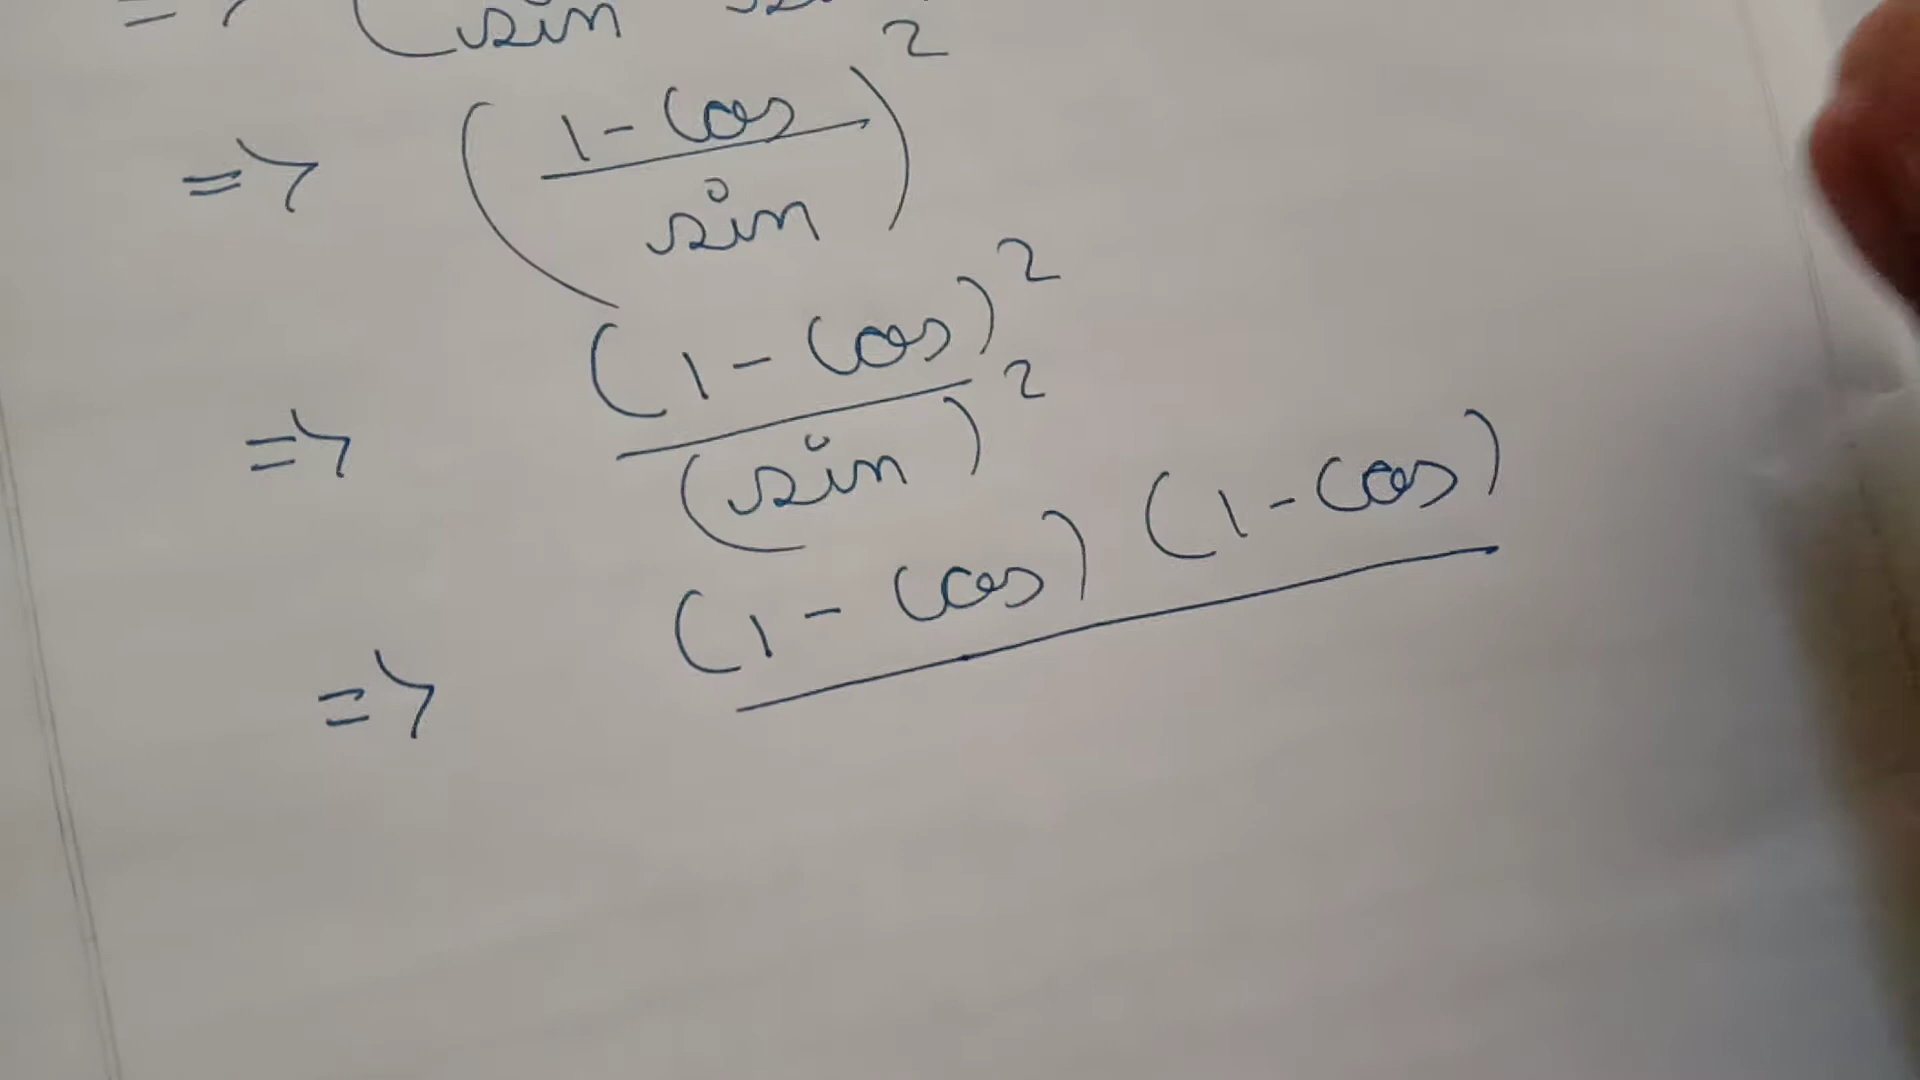 => (sin
=> (1 - cos / sin)²
=> (1 - cos)² / (sin)²
=> (1 - cos) (1 - cos)